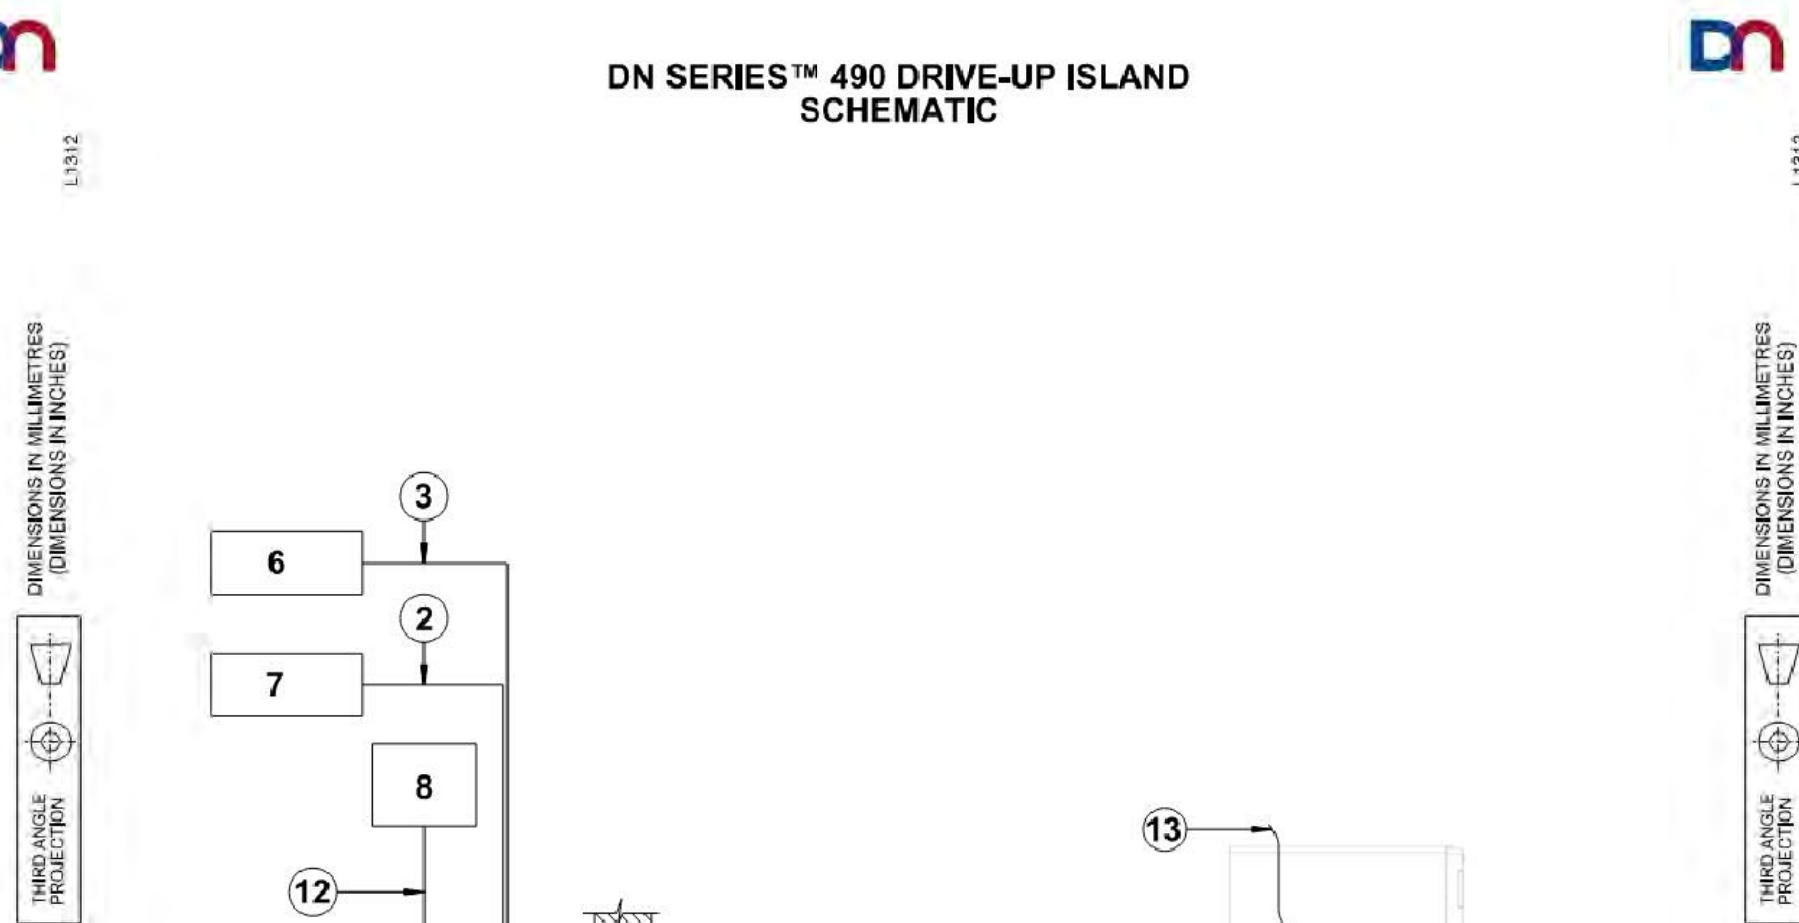 DN
DN SERIES™ 490 DRIVE-UP ISLAND
SCHEMATIC
L1312
DIMENSIONS IN MILLIMETRES
(DIMENSIONS IN INCHES)
THIRD ANGLE
PROJECTION
3
6
2
7
8
12
13
DIMENSIONS IN MILLIMETRES
(DIMENSIONS IN INCHES)
THIRD ANGLE
PROJECTION